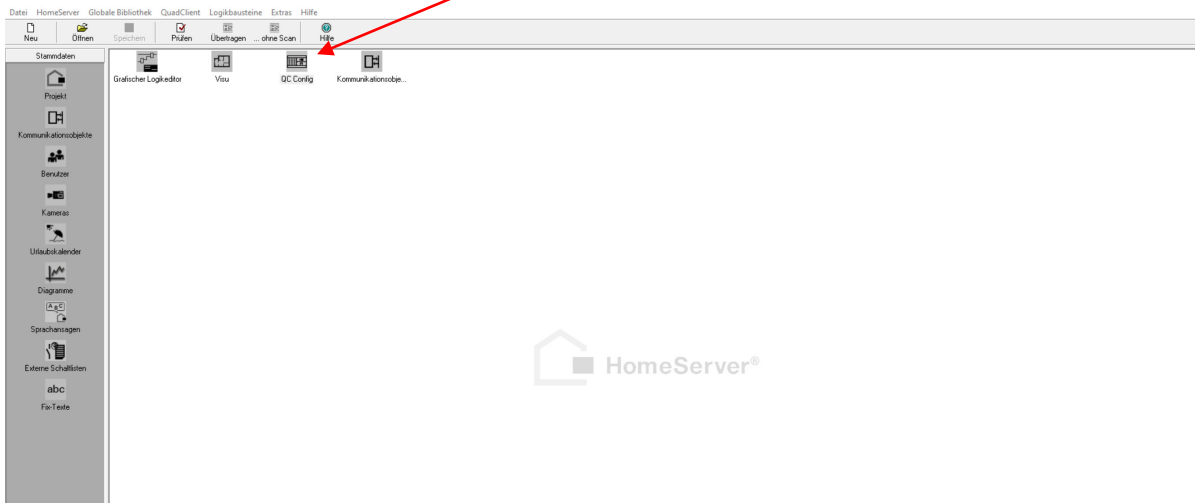 Datei HomeServer Globale Bibliothek QuadClient Logikbausteine Extras Hilfe
Neu Öffnen Speichern Prüfen Übertragen ... ohne Scan Hilfe
Stammdaten
Grafischer Logikeditor Visu QC Config Kommunikationsobje...
Projekt
Kommunikationsobjekte
Benutzer
Kameras
Urlaubskalender
Diagramme
A B C
Sprachansagen
Externe Schaltlisten
abc
Fix-Texte
HomeServer®